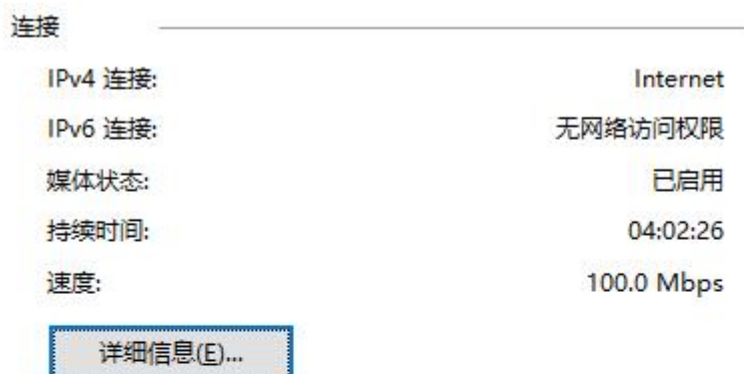 连接
IPv4 连接: Internet
IPv6 连接: 无网络访问权限
媒体状态: 已启用
持续时间: 04:02:26
速度: 100.0 Mbps
详细信息(E)...